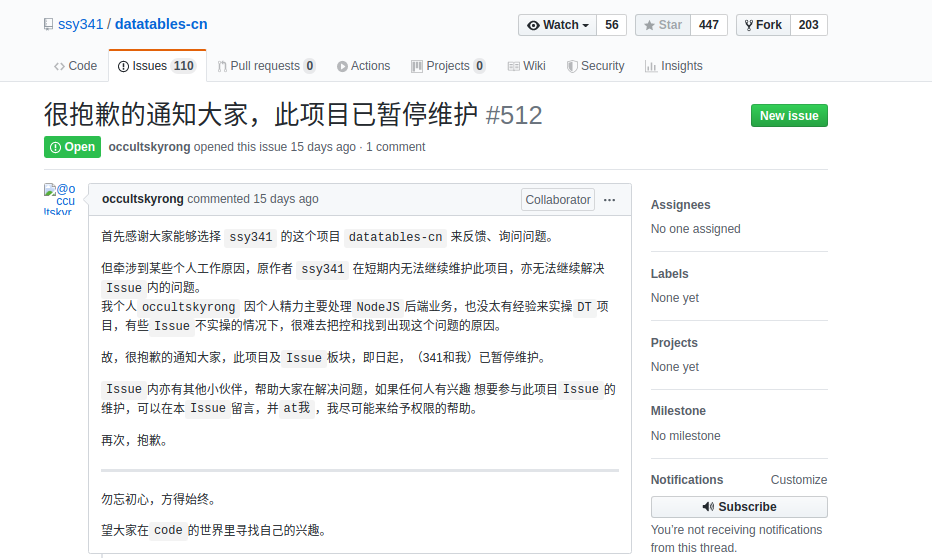 ssy341 / datatables-cn
Watch 56 Star 447 Fork 203
Code Issues 110 Pull requests 0 Actions Projects 0 Wiki Security Insights
很抱歉的通知大家，此项目已暂停维护 #512
New issue
Open occultskyrong opened this issue 15 days ago · 1 comment
@o
ccu
ltskyr
occultskyrong commented 15 days ago
Collaborator
首先感谢大家能够选择 ssy341 的这个项目 datatables-cn 来反馈、询问问题。
但牵涉到某些个人工作原因，原作者 ssy341 在短期内无法继续维护此项目，亦无法继续解决
Issue 内的问题。
我个人 occultskyrong 因个人精力主要处理 NodeJS 后端业务，也没太有经验来实操 DT 项
目，有些 Issue 不实操的情况下，很难去把控和找到出现这个问题的原因。
故，很抱歉的通知大家，此项目及 Issue 板块，即日起，（341和我）已暂停维护。
Issue 内亦有其他小伙伴，帮助大家在解决问题，如果任何人有兴趣 想要参与此项目 Issue 的
维护，可以在本 Issue 留言，并 at我 ，我尽可能来给予权限的帮助。
再次，抱歉。
勿忘初心，方得始终。
望大家在 code 的世界里寻找自己的兴趣。
Assignees
No one assigned
Labels
None yet
Projects
None yet
Milestone
No milestone
Notifications Customize
Subscribe
You're not receiving notifications
from this thread.